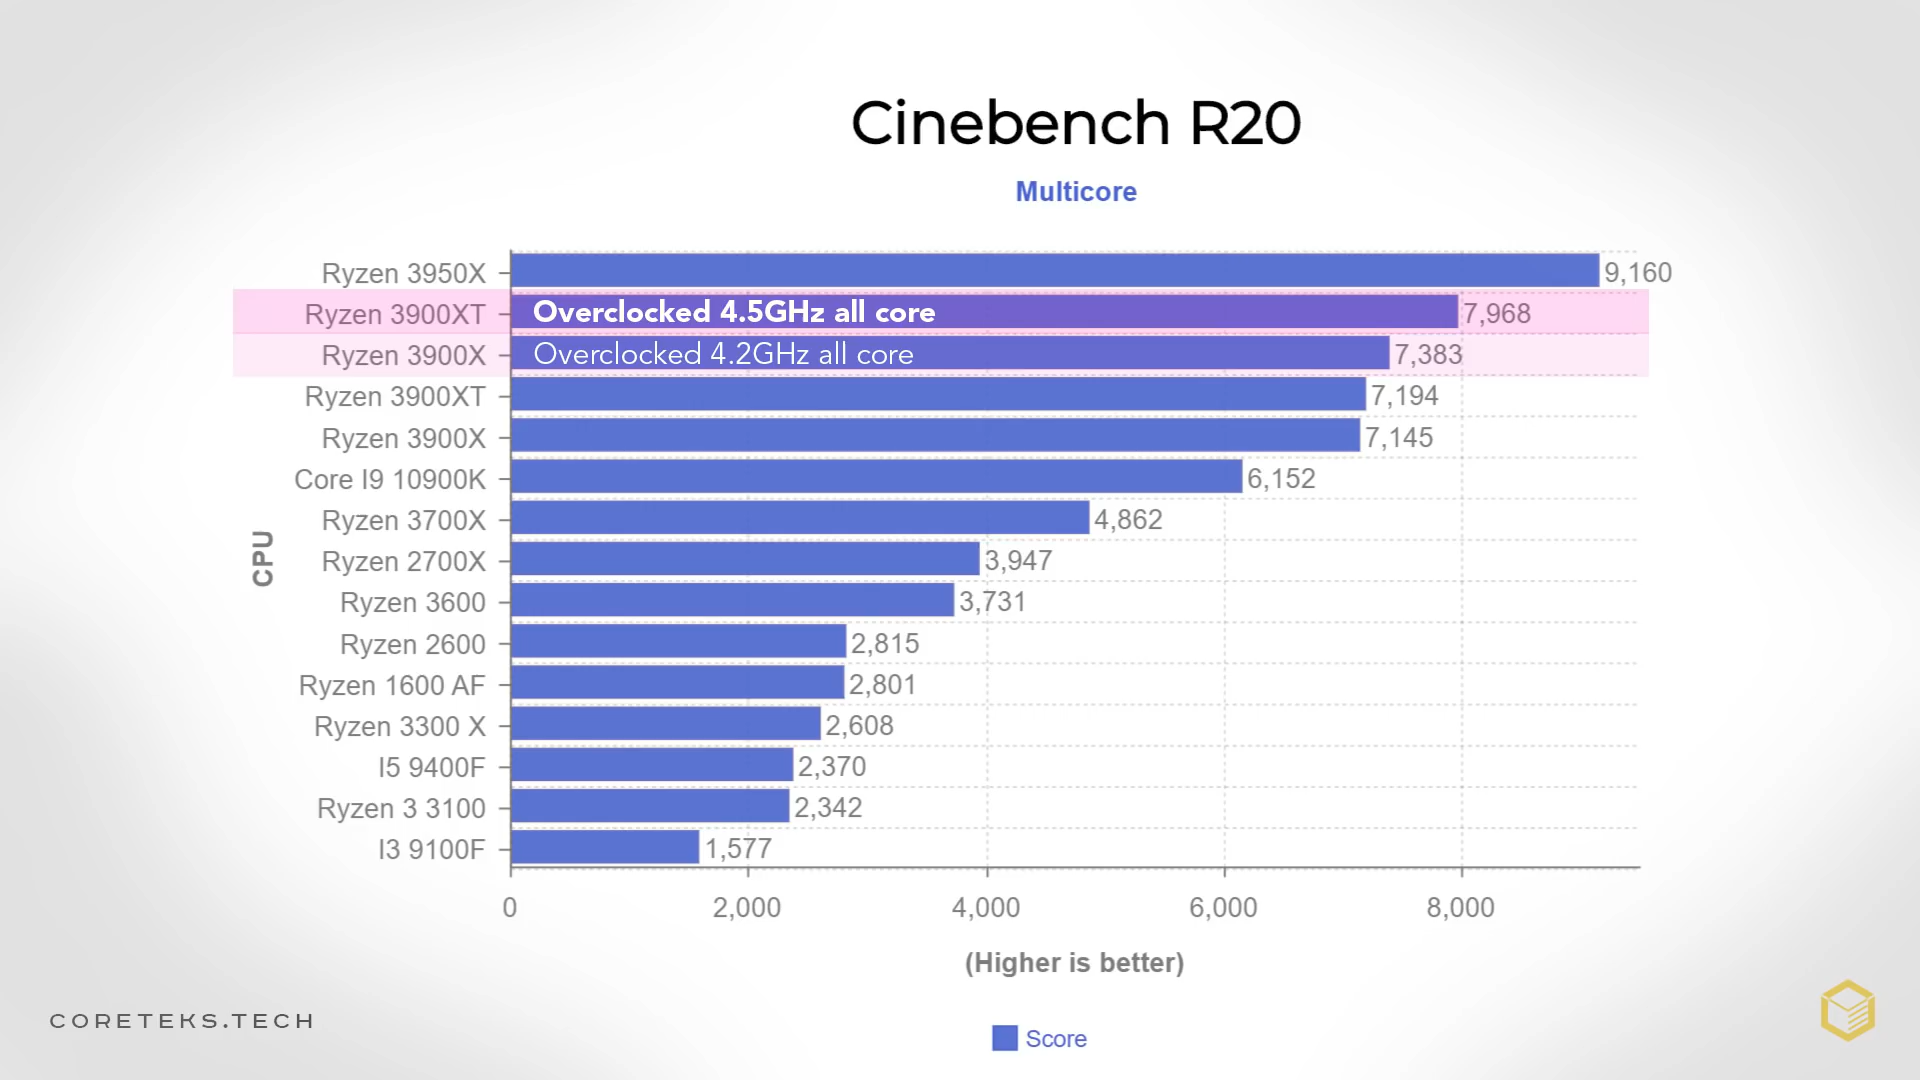 Cinebench R20
Multicore
Ryzen 3950X 9,160
Ryzen 3900XT Overclocked 4.5GHz all core 7,968
Ryzen 3900X Overclocked 4.2GHz all core 7,383
Ryzen 3900XT 7,194
Ryzen 3900X 7,145
Core I9 10900K 6,152
Ryzen 3700X 4,862
Ryzen 2700X 3,947
Ryzen 3600 3,731
Ryzen 2600 2,815
Ryzen 1600 AF 2,801
Ryzen 3300 X 2,608
I5 9400F 2,370
Ryzen 3 3100 2,342
I3 9100F 1,577
CPU
0 2,000 4,000 6,000 8,000
(Higher is better)
Score
CORETEKS.TECH